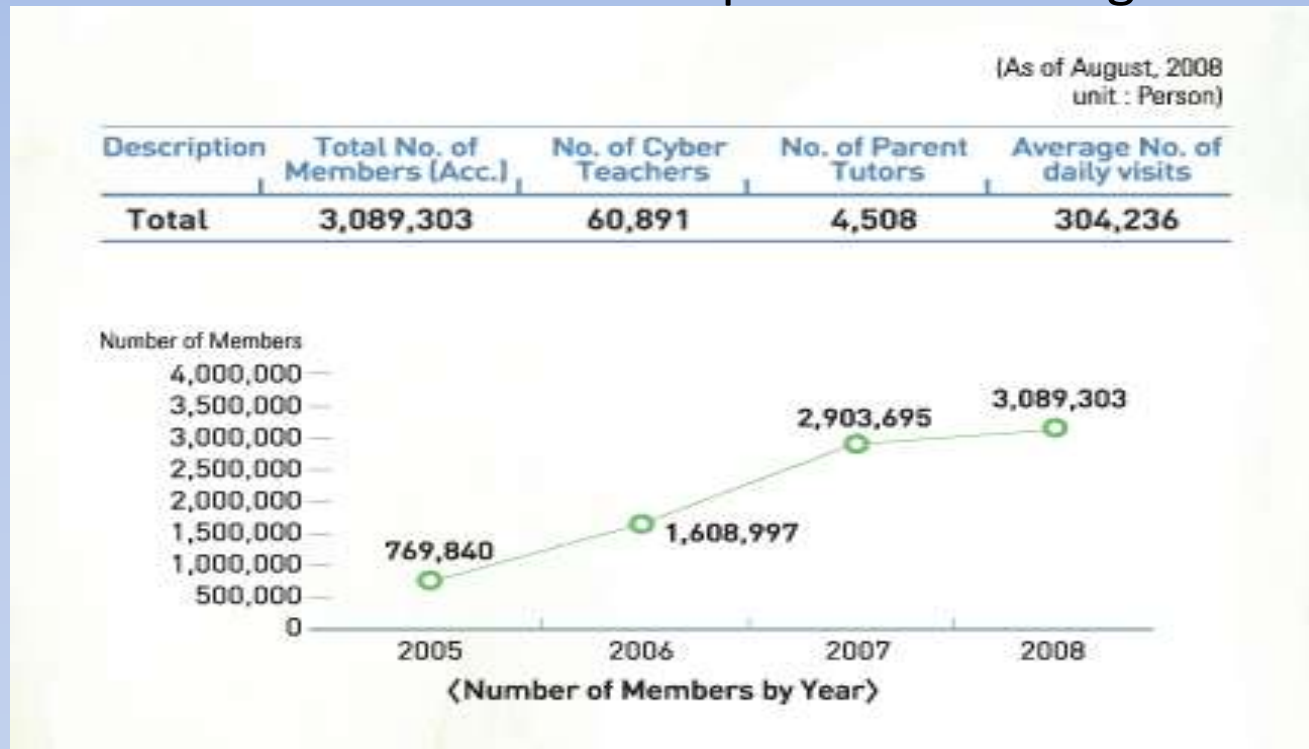 (As of August, 2008
unit : Person)
Description Total No. of Members (Acc.) No. of Cyber Teachers No. of Parent Tutors Average No. of daily visits
Total 3,089,303 60,891 4,508 304,236
Number of Members
4,000,000
3,500,000
3,000,000
2,500,000
2,000,000
1,500,000
1,000,000
500,000
0
769,840
1,608,997
2,903,695
3,089,303
2005 2006 2007 2008
〈Number of Members by Year〉